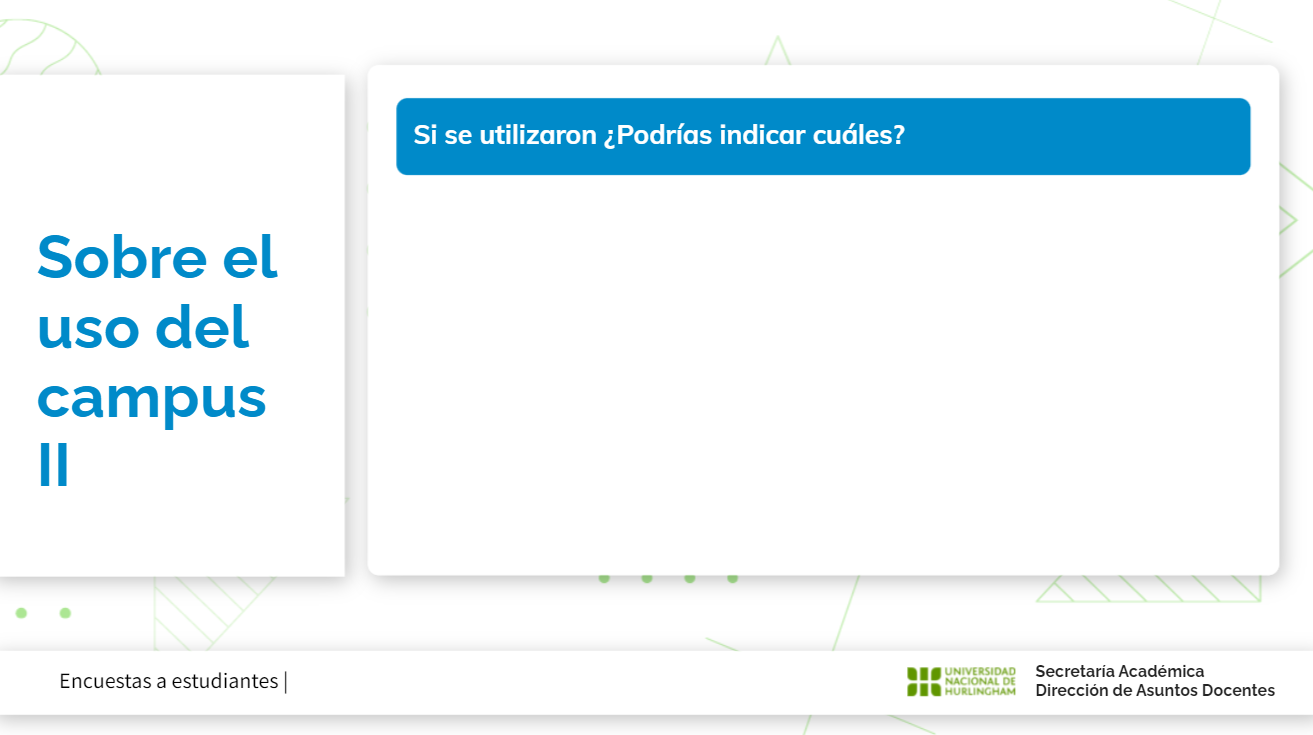 Si se utilizaron ¿Podrías indicar cuáles?
Sobre el
uso del
campus
II
Encuestas a estudiantes |
UNIVERSIDAD
NACIONAL DE
HURLINGHAM
Secretaría Académica
Dirección de Asuntos Docentes